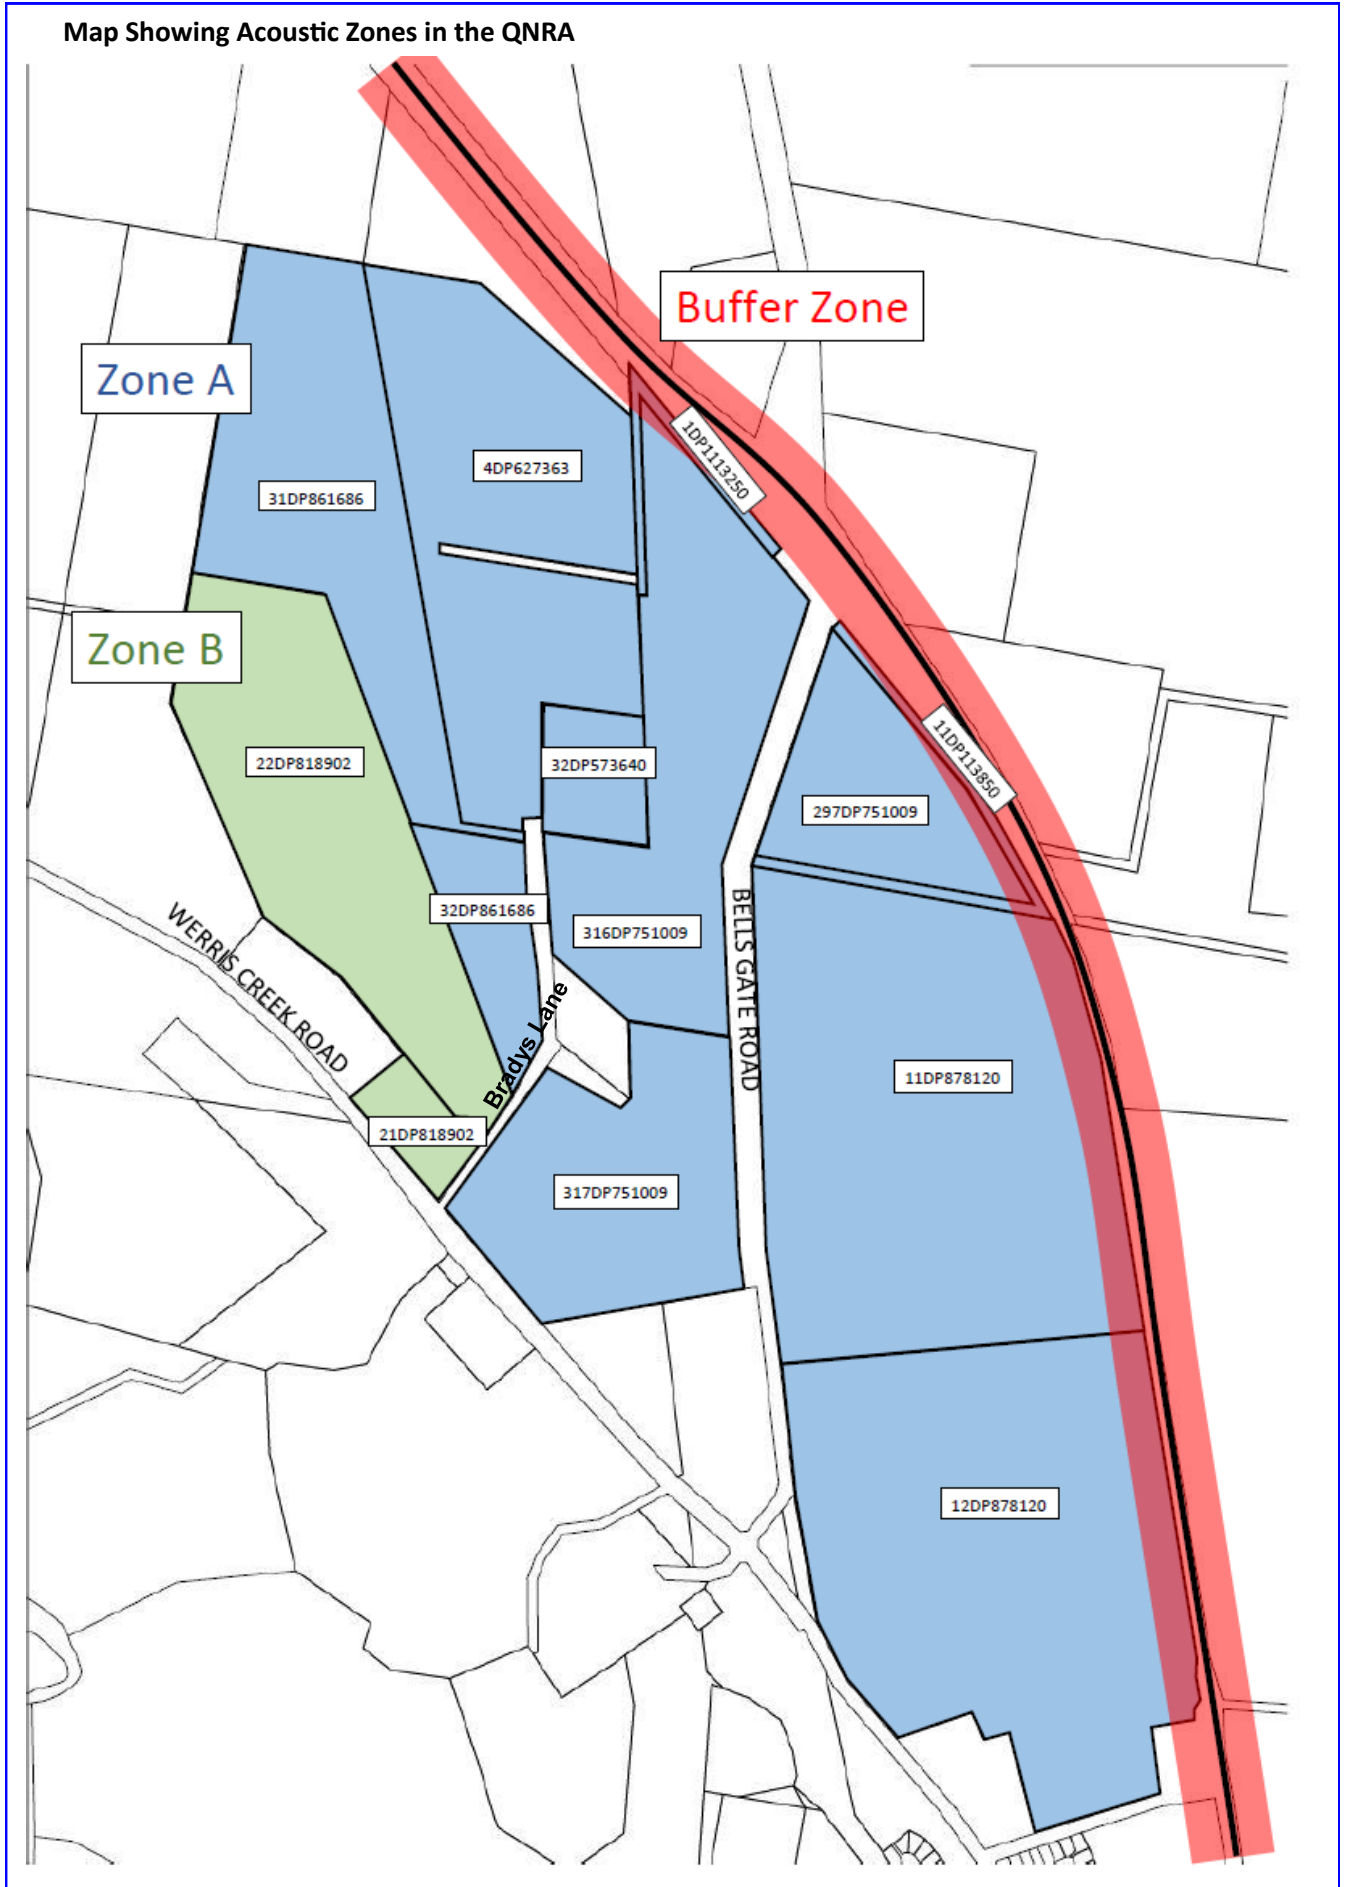 Map Showing Acoustic Zones in the QNRA
Buffer Zone
Zone A
1DP1113250
4DP627363
31DP861686
Zone B
22DP818902
32DP573640
11DP113850
297DP751009
32DP861686
316DP751009
WERRIS CREEK ROAD
BELLS GATE ROAD
Bradys Lane
11DP878120
21DP818902
317DP751009
12DP878120